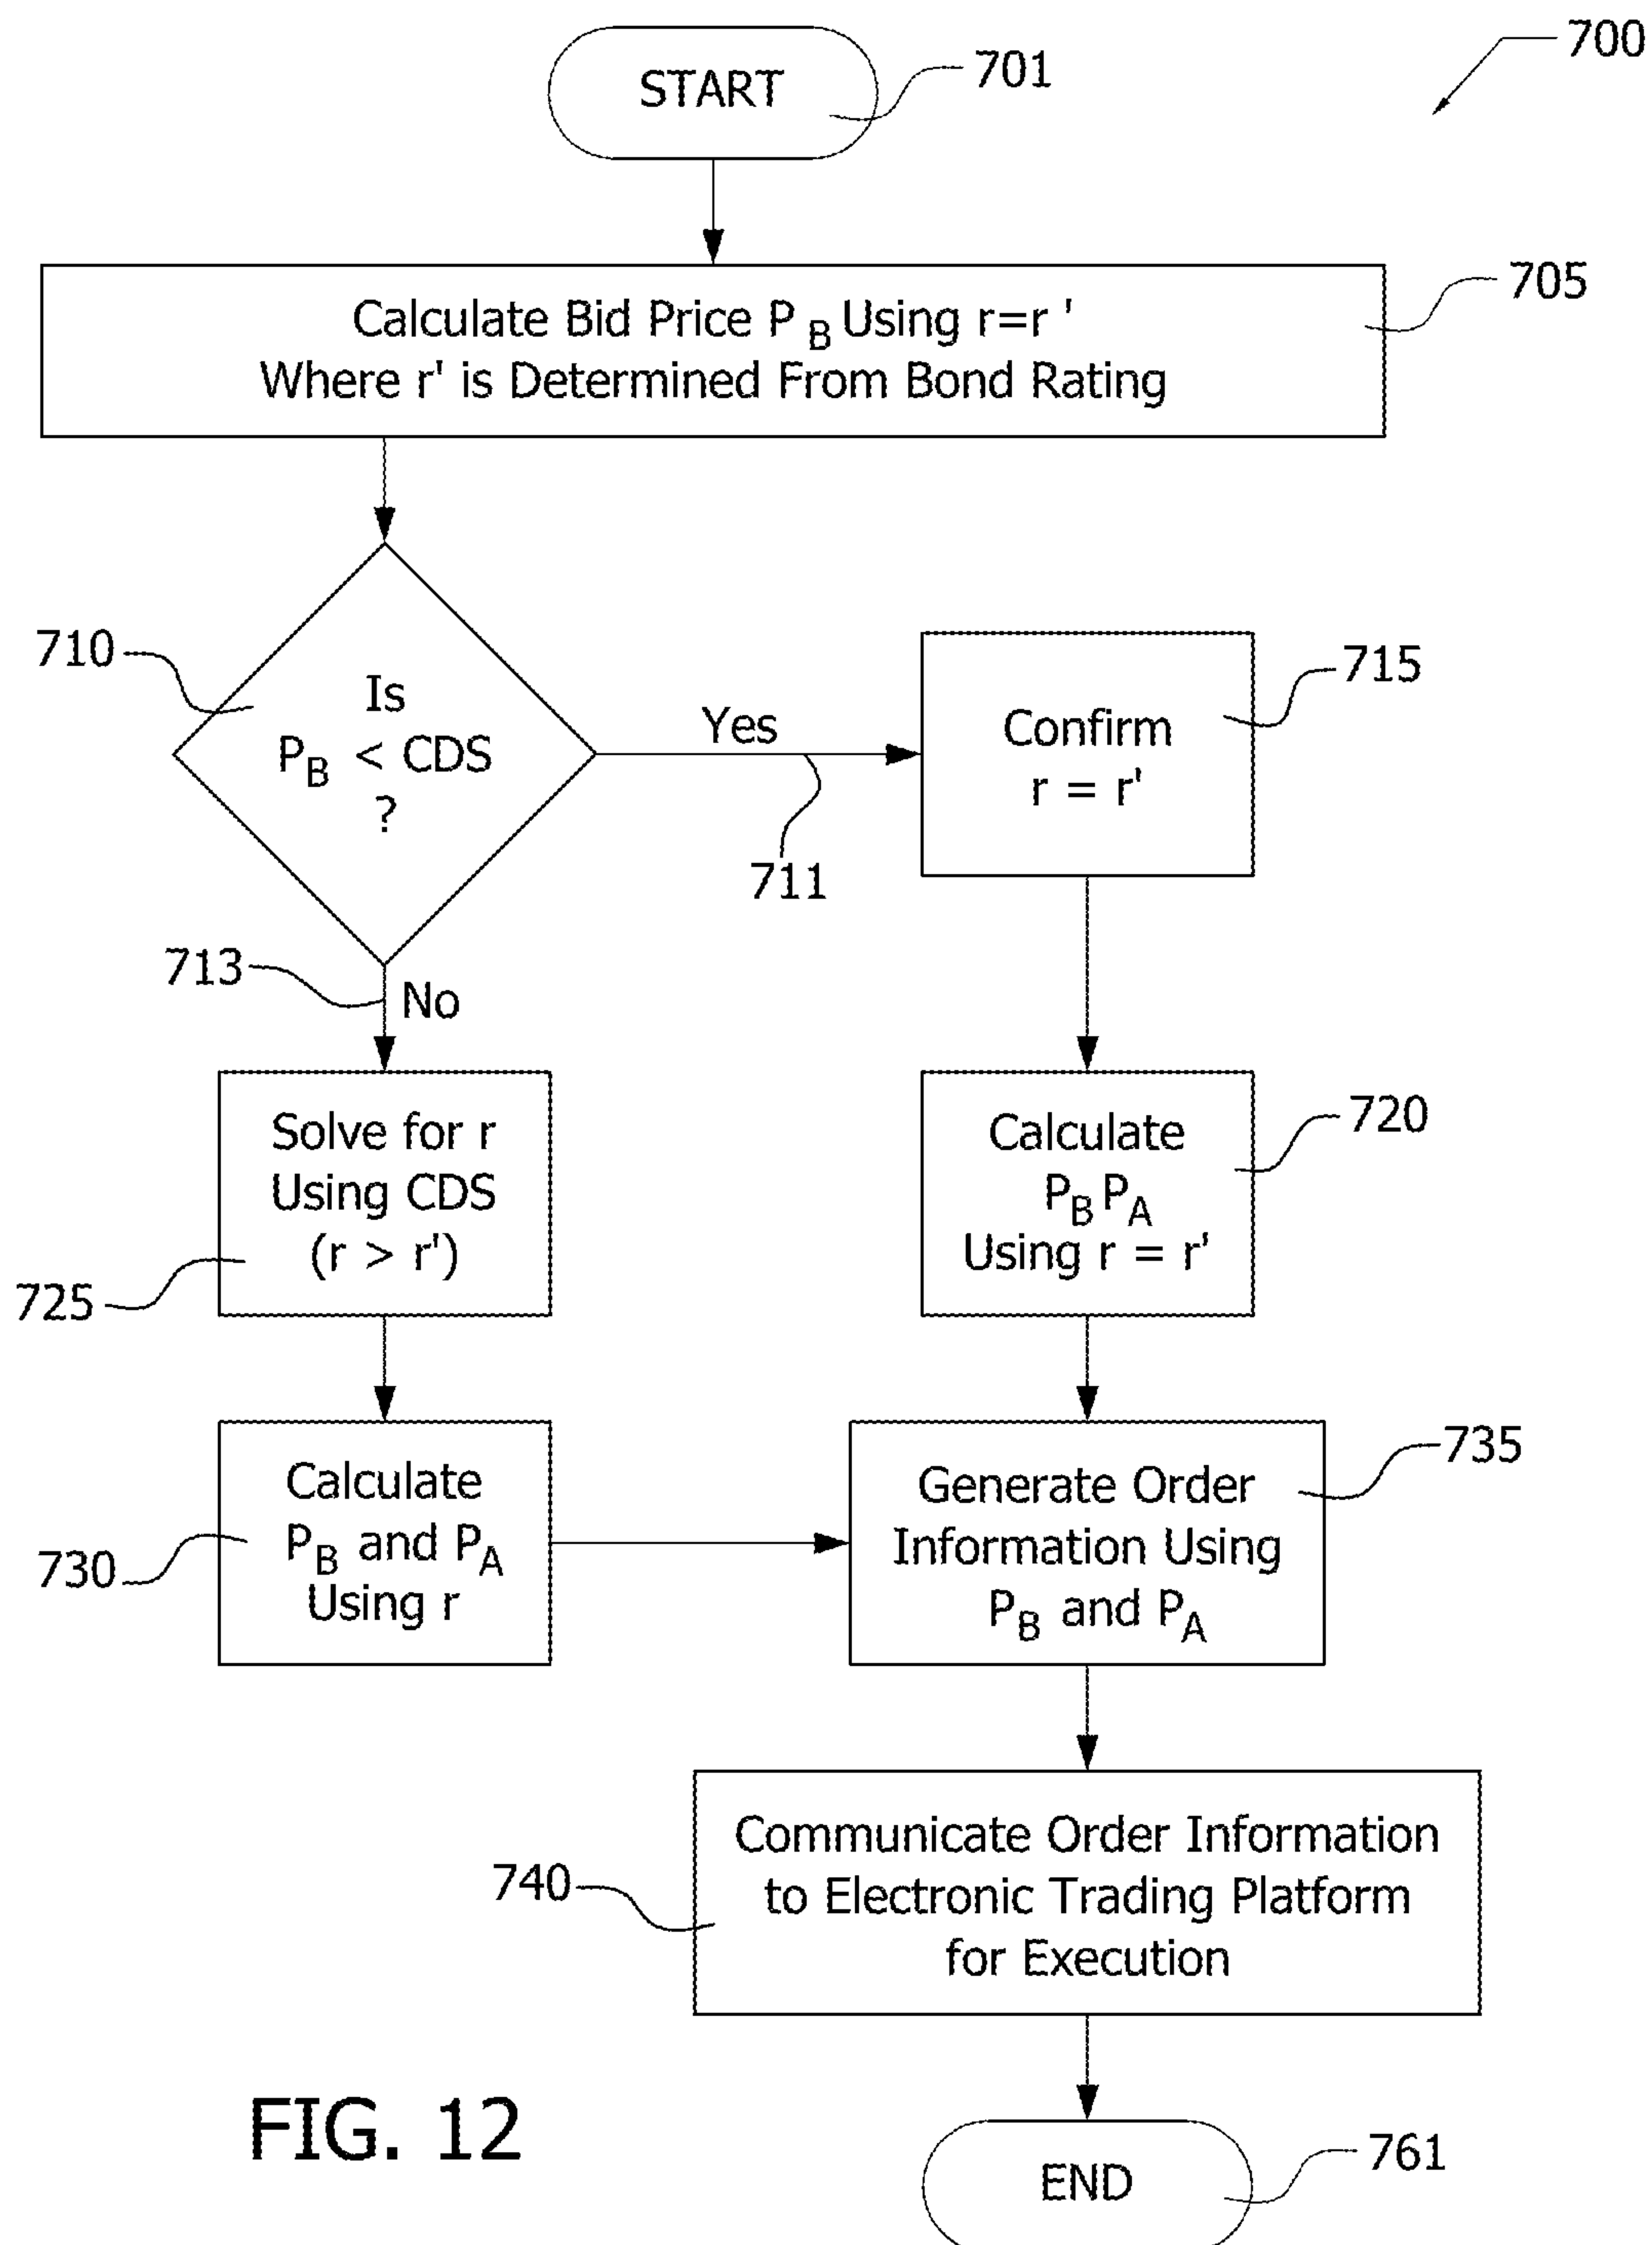 700
START
701
Calculate Bid Price P B Using r=r '
Where r' is Determined From Bond Rating
705
710
Is
PB < CDS
?
Yes
711
Confirm
r = r'
715
713
No
Solve for r
Using CDS
(r > r')
725
Calculate
PB PA
Using r = r'
720
Calculate
PB and PA
Using r
730
Generate Order
Information Using
PB and PA
735
Communicate Order Information
to Electronic Trading Platform
for Execution
740
FIG. 12
END
761